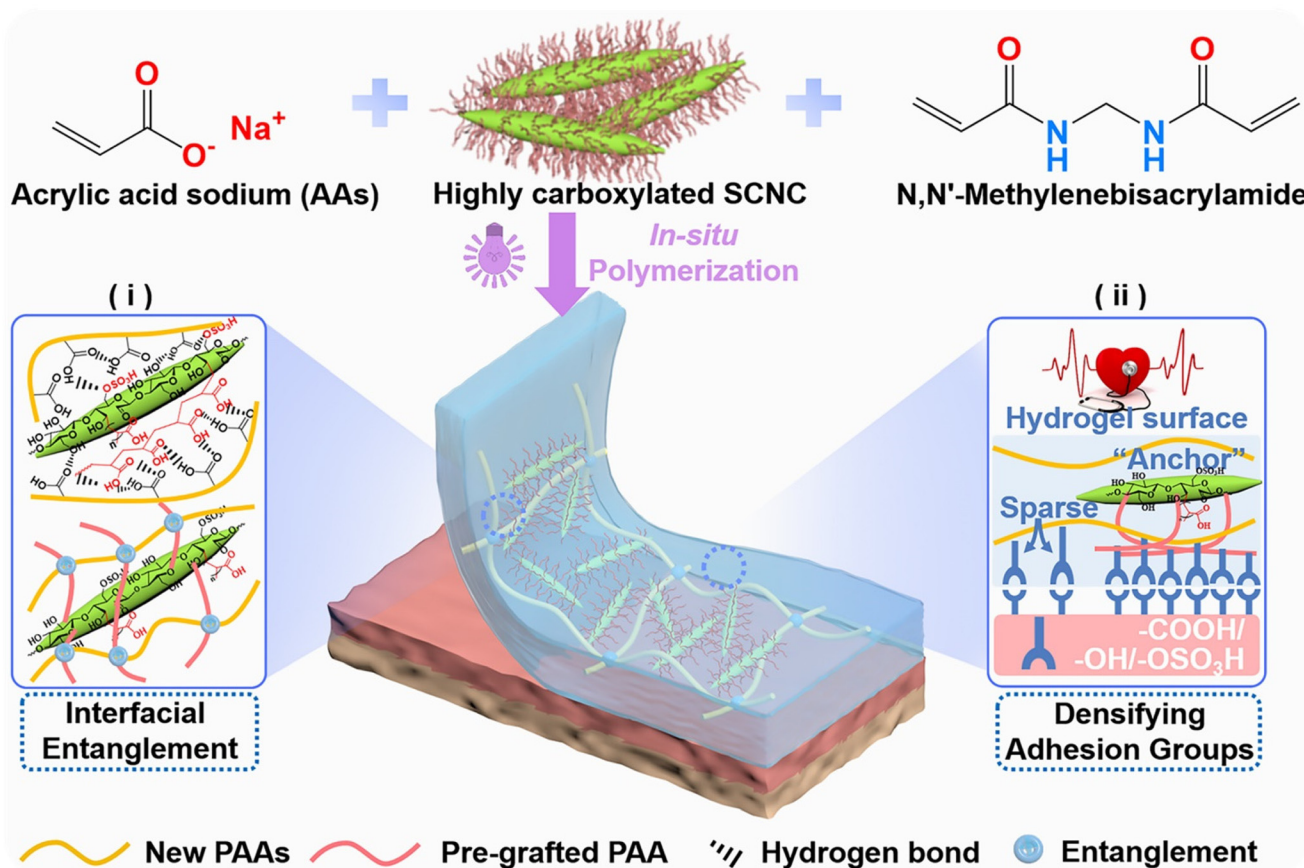 O
O-
Na+
Acrylic acid sodium (AAs)
Highly carboxylated SCNC
O
O
N
H
N
H
N,N'-Methylenebisacrylamide
In-situ
Polymerization
( i )
( ii )
Hydrogel surface
“Anchor”
Sparse
-COOH/
-OH/-OSO3H
Interfacial
Entanglement
Densifying
Adhesion Groups
New PAAs
Pre-grafted PAA
Hydrogen bond
Entanglement